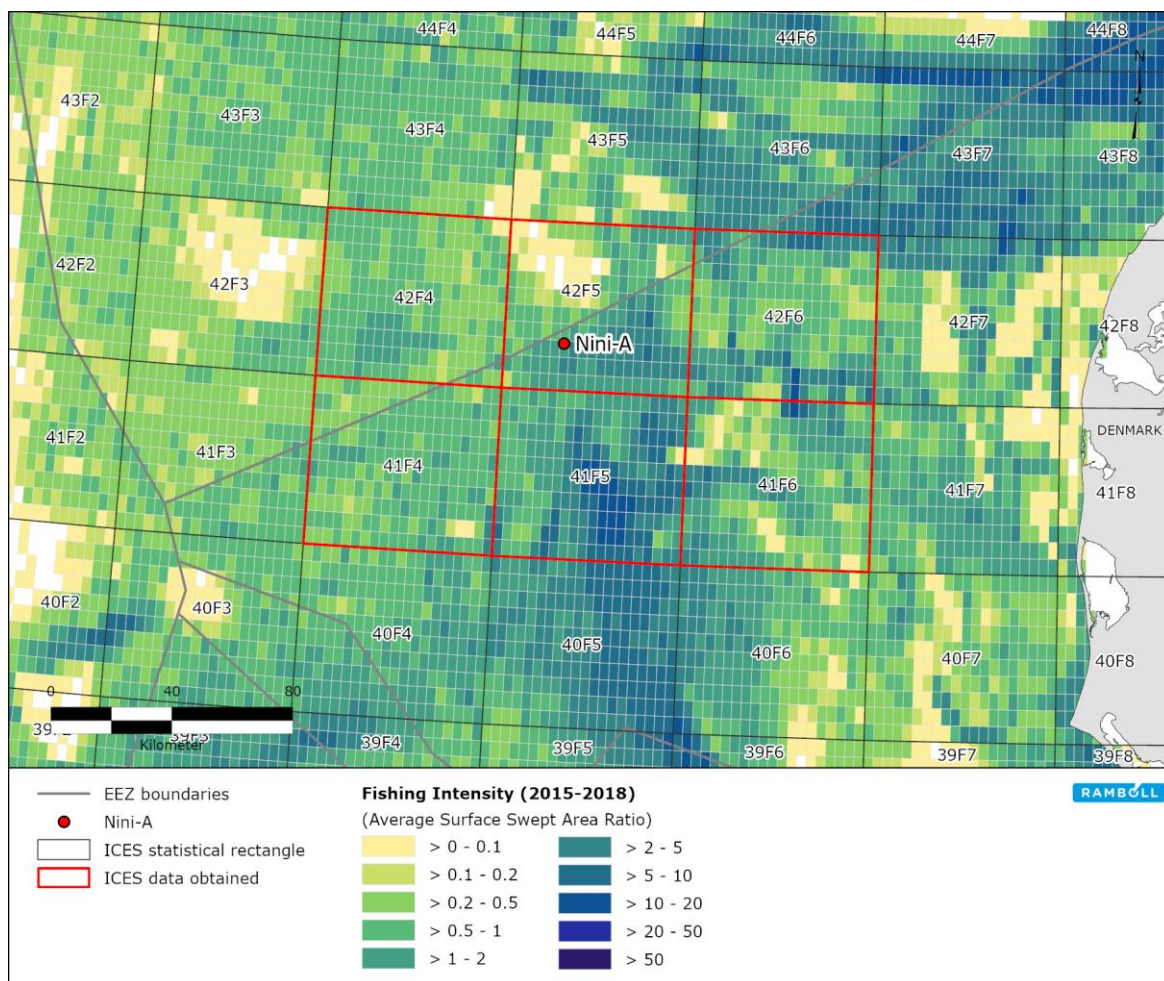 44F4
44F5
44F6
44F7
44F8
N
43F2
43F3
43F4
43F5
43F6
43F7
43F8
42F2
42F3
42F4
42F5
42F6
42F7
42F8
Nini-A
DENMARK
41F2
41F3
41F4
41F5
41F6
41F7
41F8
40F2
40F3
40F4
40F5
40F6
40F7
40F8
0 40 80
Kilometer
39F3
39F4
39F5
39F6
39F7
39F8
EEZ boundaries
Nini-A
ICES statistical rectangle
ICES data obtained
Fishing Intensity (2015-2018)
(Average Surface Swept Area Ratio)
> 0 - 0.1
> 0.1 - 0.2
> 0.2 - 0.5
> 0.5 - 1
> 1 - 2
> 2 - 5
> 5 - 10
> 10 - 20
> 20 - 50
> 50
RAMBOLL